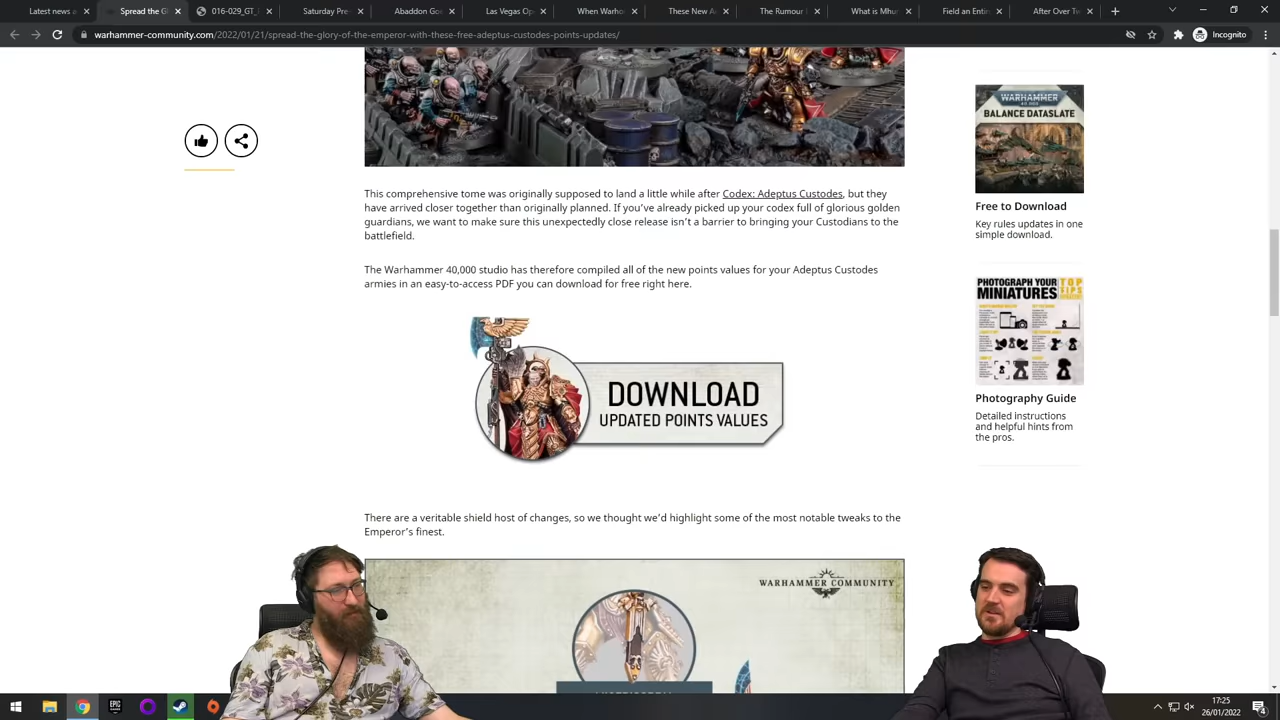 Latest news
Spread the G
016-029_GT_
Saturday Pre
Abaddon Go
Las Vegas Op
Warhammer
These New A
The Rumour
What is Mhu
Field an Emi
After Over Tw
warhammer-community.com/2022/01/21/spread-the-glory-of-the-emperor-with-these-free-adeptus-custodes-points-updates/
Incognito
WARHAMMER
BALANCE DATASLATE
This comprehensive tome was originally supposed to land a little while after Codex: Adeptus Custodes, but they
have arrived closer together than originally planned. If you've already picked up your codex full of glorious golden
guardians, we want to make sure this unexpectedly close release isn't a barrier to bringing your Custodians to the
battlefield.
Free to Download
Key rules updates in one
simple download.
The Warhammer 40,000 studio has therefore compiled all of the new points values for your Adeptus Custodes
armies in an easy-to-access PDF you can download for free right here.
PHOTOGRAPH YOUR
MINIATURES
TOP
TIPS
DOWNLOAD
UPDATED POINTS VALUES
Photography Guide
Detailed instructions
and helpful hints from
the pros.
There are a veritable shield host of changes, so we thought we'd highlight some of the most notable tweaks to the
Emperor's finest.
WARHAMMER COMMUNITY
EPIC
17:25
26/01/2022